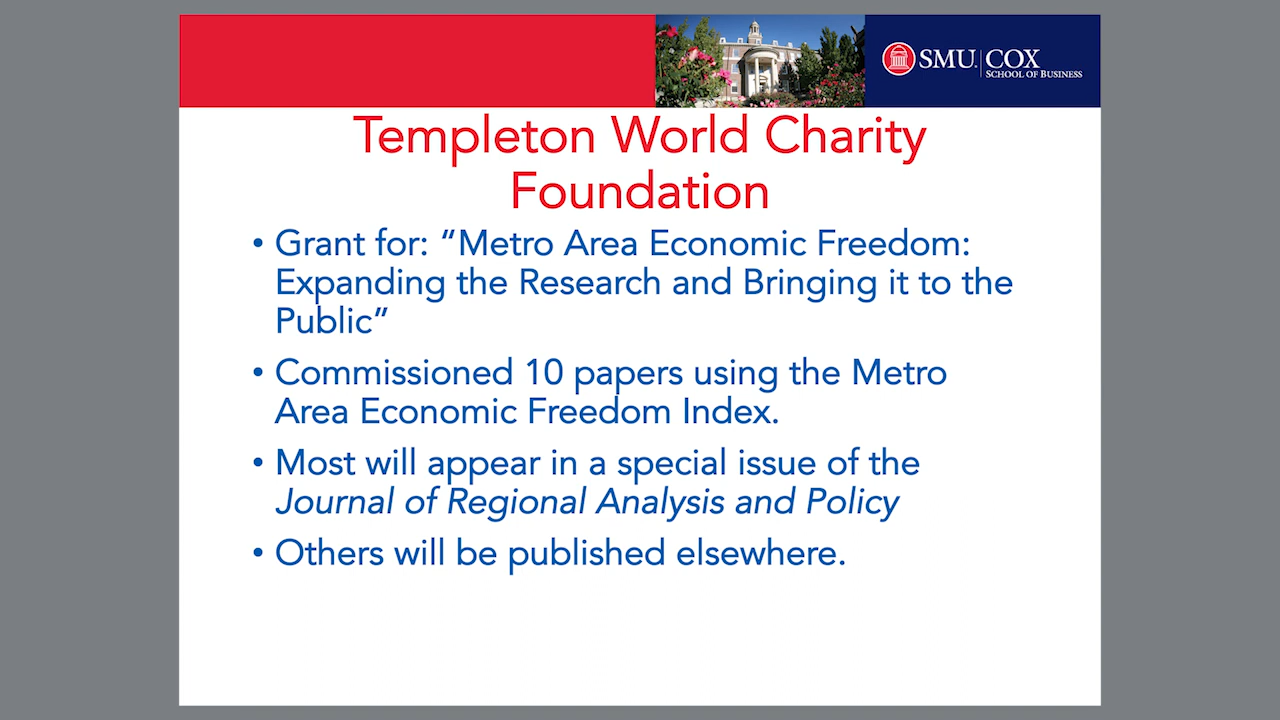 SMU. COX
SCHOOL OF BUSINESS
Templeton World Charity
Foundation
• Grant for: “Metro Area Economic Freedom:
Expanding the Research and Bringing it to the
Public”
• Commissioned 10 papers using the Metro
Area Economic Freedom Index.
• Most will appear in a special issue of the
Journal of Regional Analysis and Policy
• Others will be published elsewhere.